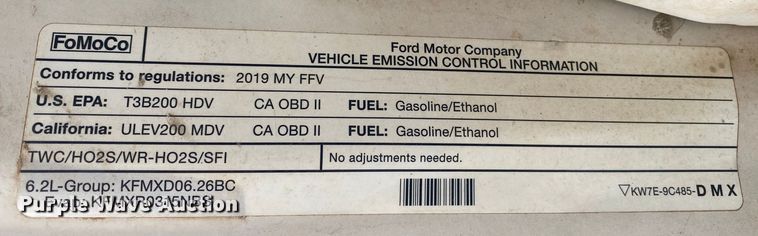 FoMoCo
Ford Motor Company
VEHICLE EMISSION CONTROL INFORMATION
Conforms to regulations: 2019 MY FFV
U.S. EPA: T3B200 HDV CA OBD II FUEL: Gasoline/Ethanol
California: ULEV200 MDV CA OBD II FUEL: Gasoline/Ethanol
TWC/HO2S/WR-HO2S/SFI No adjustments needed.
6.2L-Group: KFMXD06.26BC
▽KW7E-9C485-DMX
Purple Wave Auction